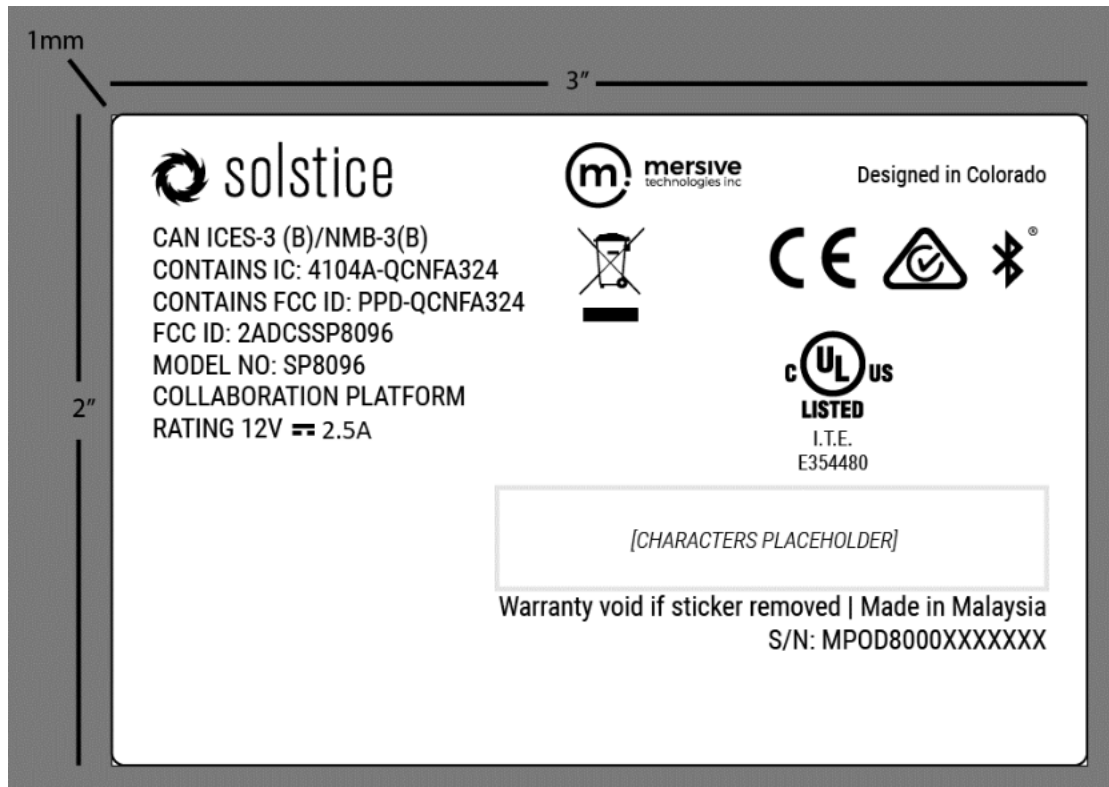 1mm
3”
2”
solstice
m.
mersive
technologies inc
Designed in Colorado
CAN ICES-3 (B)/NMB-3(B)
CONTAINS IC: 4104A-QCNFA324
CONTAINS FCC ID: PPD-QCNFA324
FCC ID: 2ADCSSP8096
MODEL NO: SP8096
COLLABORATION PLATFORM
RATING 12V ⎓ 2.5A
CE ®
C UL US
LISTED
I.T.E.
E354480
[CHARACTERS PLACEHOLDER]
Warranty void if sticker removed | Made in Malaysia
S/N: MPOD8000XXXXXXX